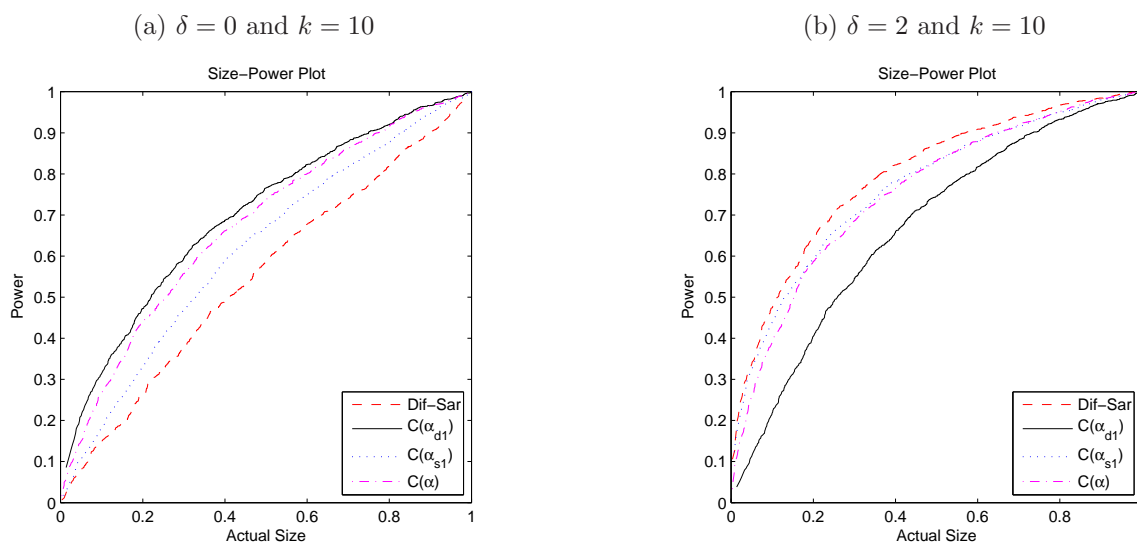 (a) δ = 0 and k = 10
Size−Power Plot
1
0.9
0.8
0.7
0.6
0.5
0.4
0.3
0.2
0.1
0
Power
0 0.2 0.4 0.6 0.8 1
Actual Size
Dif−Sar
C(α_d1)
C(α_s1)
C(α)
(b) δ = 2 and k = 10
Size−Power Plot
1
0.9
0.8
0.7
0.6
0.5
0.4
0.3
0.2
0.1
0
Power
0 0.2 0.4 0.6 0.8
Actual Size
Dif−Sar
C(α_d1)
C(α_s1)
C(α)